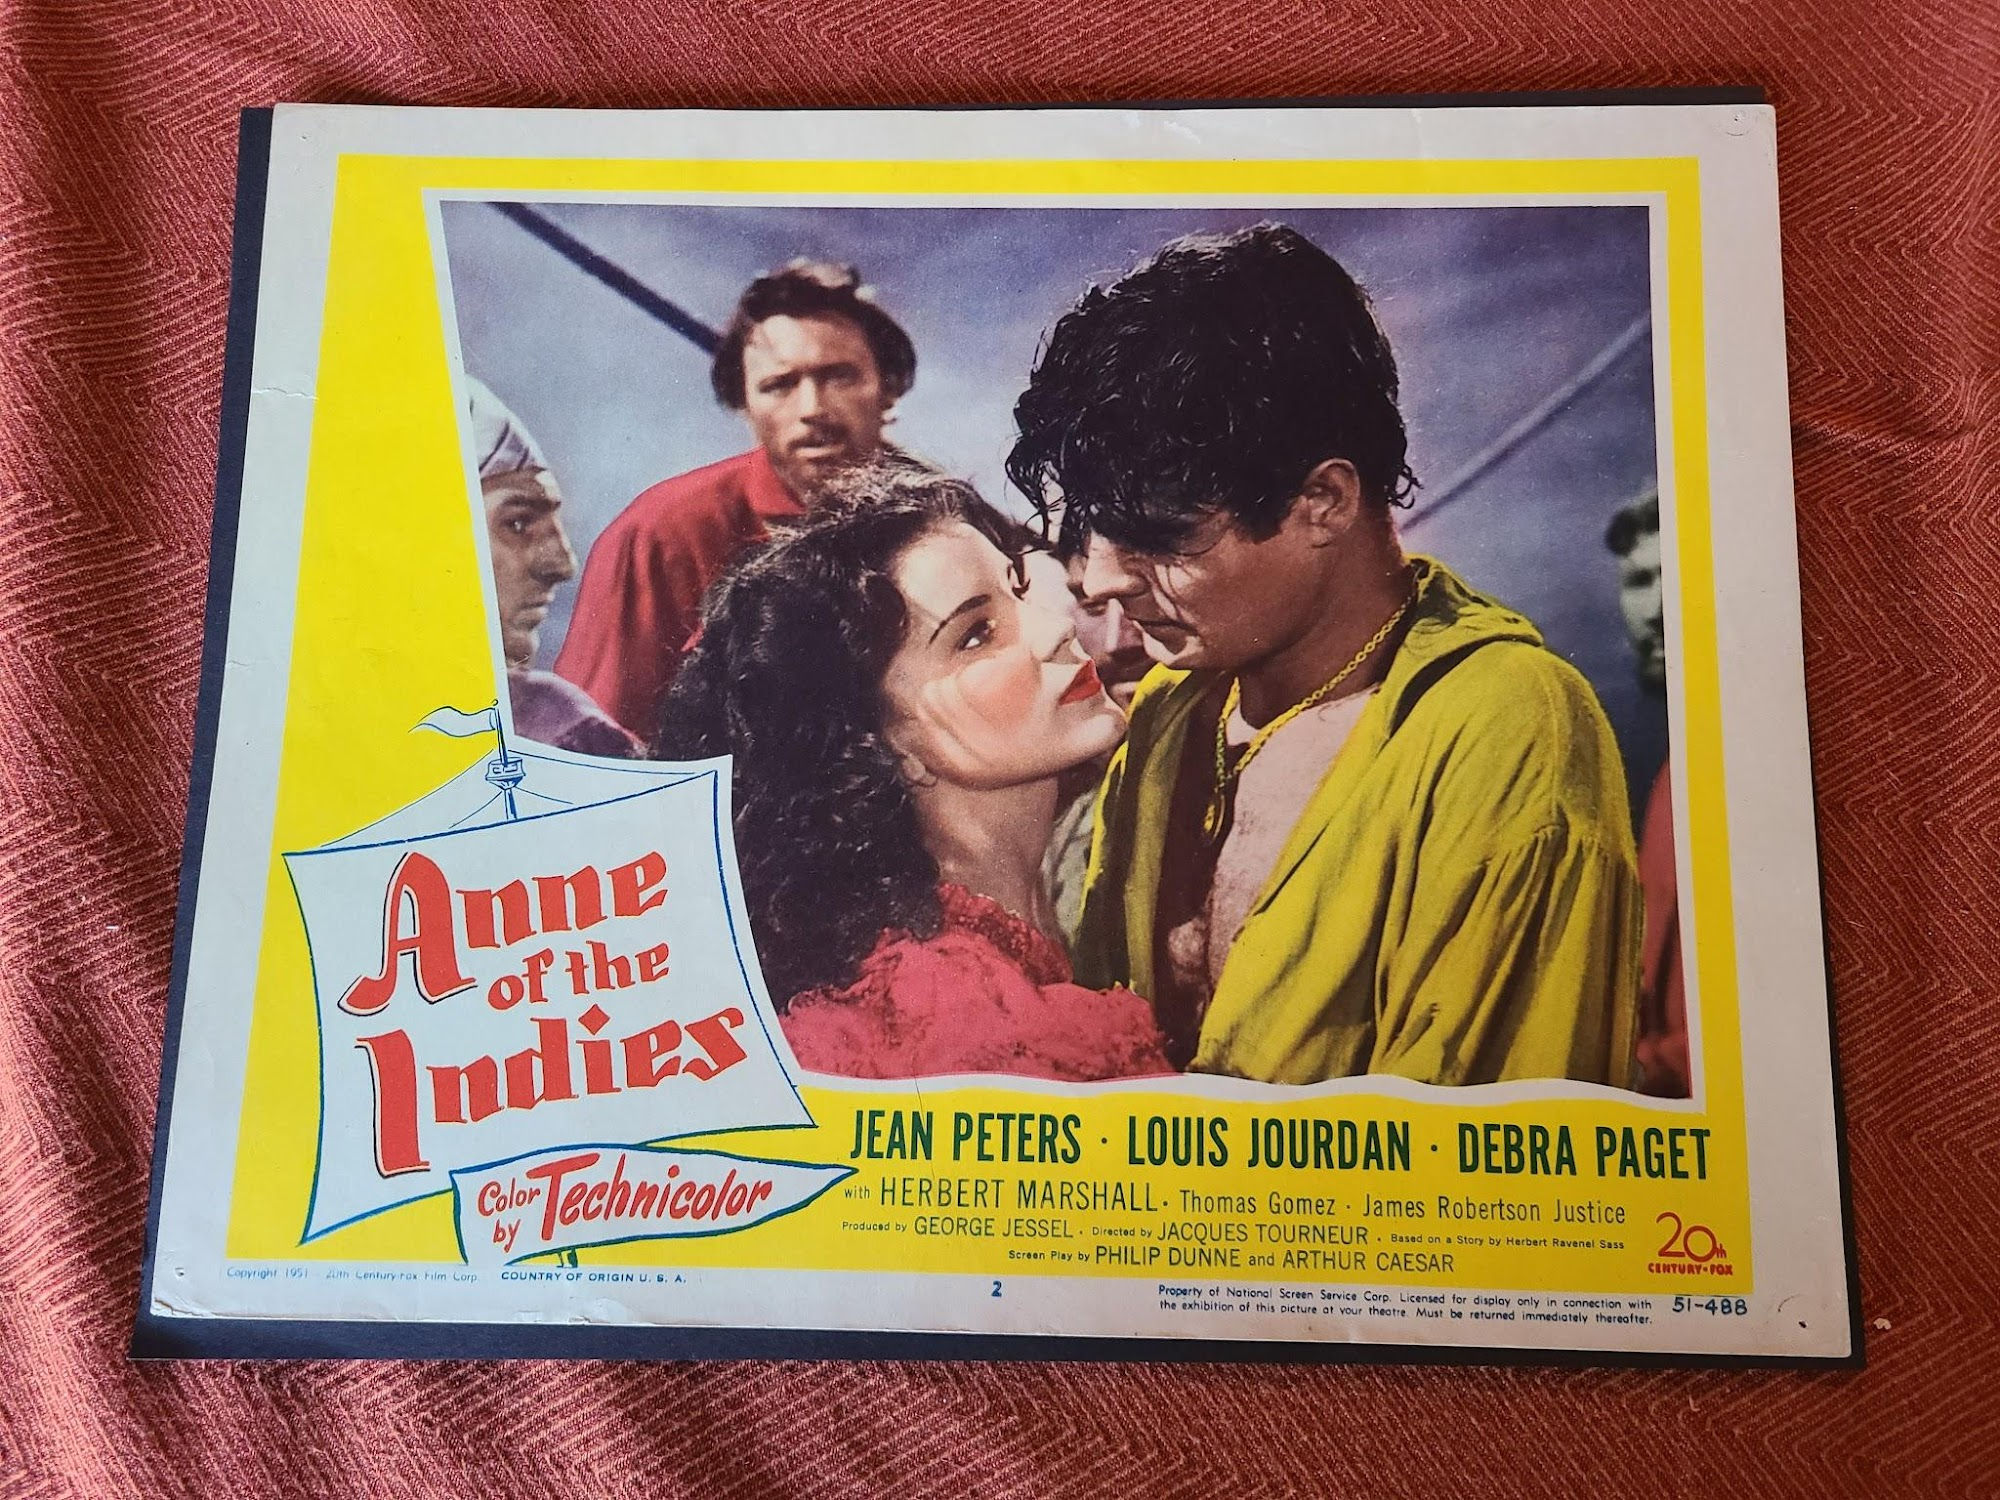 Anne
of the
Indies
Color
by Technicolor
JEAN PETERS · LOUIS JOURDAN · DEBRA PAGET
with HERBERT MARSHALL · Thomas Gomez · James Robertson Justice
Produced by GEORGE JESSEL · Directed by JACQUES TOURNEUR · Based on a Story by Herbert Ravenel Sass
Screen Play by PHILIP DUNNE and ARTHUR CAESAR
20th
CENTURY-FOX
Copyright 1951 20th Century-Fox Film Corp. COUNTRY OF ORIGIN U. S. A.
2
Property of National Screen Service Corp. Licensed for display only in connection with
the exhibition of this picture at your theatre. Must be returned immediately thereafter.
51-488